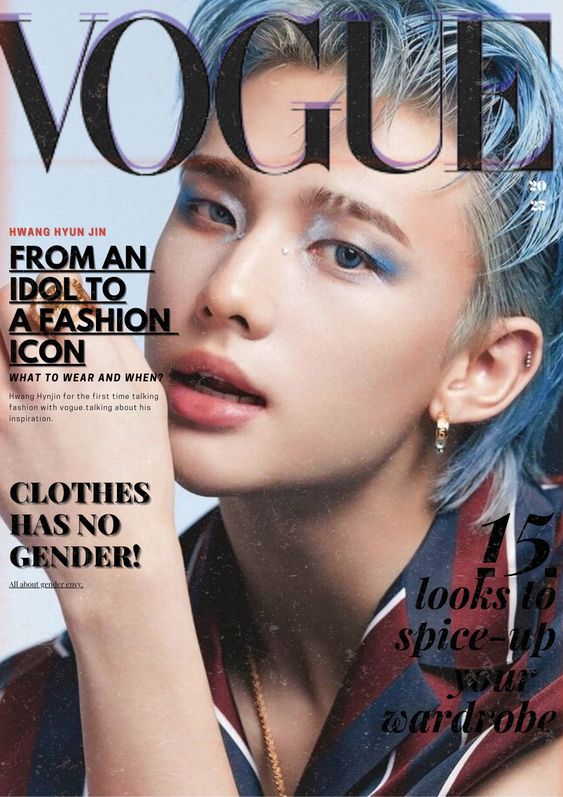 VOGUE
20
23
HWANG HYUN JIN
FROM AN
IDOL TO
A FASHION
ICON
WHAT TO WEAR AND WHEN?
Hwang Hynjin for the first time talking
fashion with vogue.talking about his
inspiration.
CLOTHES
HAS NO
GENDER!
All about gender envy.
15.
looks to
spice-up
your
wardrobe